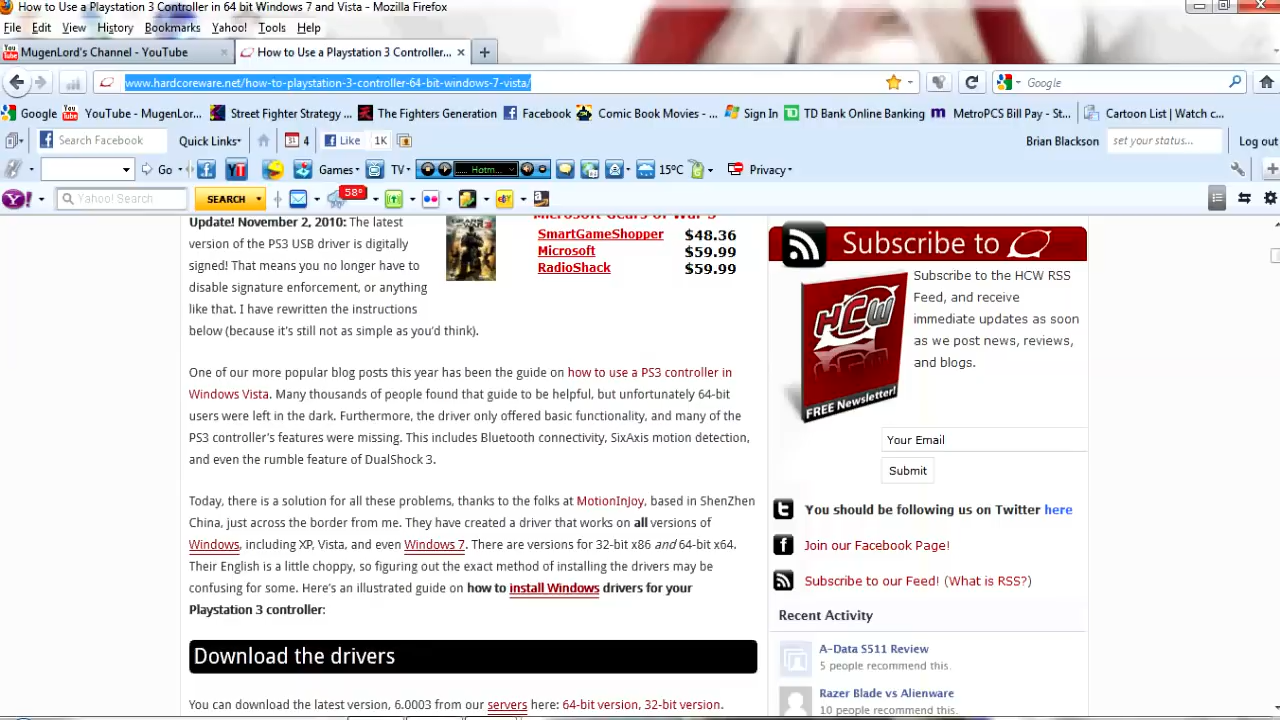 How to Use a Playstation 3 Controller in 64 bit Windows 7 and Vista - Mozilla Firefox
File Edit View History Bookmarks Yahoo! Tools Help
MugenLord's Channel - YouTube × How to Use a Playstation 3 Controller... × +
www.hardcoreware.net/how-to-playstation-3-controller-64-bit-windows-7-vista/ Google
Google YouTube - MugenLor... Street Fighter Strategy ... The Fighters Generation Facebook Comic Book Movies - ... Sign In TD Bank Online Banking MetroPCS Bill Pay - St... Cartoon List | Watch c...
Search Facebook Quick Links 4 Like 1K Brian Blackson set your status... Log out
Go Games TV Hotm... 15°C Privacy
Yahoo! Search SEARCH 58°
Update! November 2, 2010: The latest
version of the PS3 USB driver is digitally
signed! That means you no longer have to
disable signature enforcement, or anything
like that. I have rewritten the instructions
below (because it's still not as simple as you'd think).
SmartGameShopper $48.36
Microsoft $59.99
RadioShack $59.99
One of our more popular blog posts this year has been the guide on how to use a PS3 controller in
Windows Vista. Many thousands of people found that guide to be helpful, but unfortunately 64-bit
users were left in the dark. Furthermore, the driver only offered basic functionality, and many of the
PS3 controller's features were missing. This includes Bluetooth connectivity, SixAxis motion detection,
and even the rumble feature of DualShock 3.
Today, there is a solution for all these problems, thanks to the folks at MotionInJoy, based in ShenZhen
China, just across the border from me. They have created a driver that works on all versions of
Windows, including XP, Vista, and even Windows 7. There are versions for 32-bit x86 and 64-bit x64.
Their English is a little choppy, so figuring out the exact method of installing the drivers may be
confusing for some. Here's an illustrated guide on how to install Windows drivers for your
Playstation 3 controller:
Download the drivers
You can download the latest version, 6.0003 from our servers here: 64-bit version, 32-bit version.
Subscribe to
HCW
FREE Newsletter!
Subscribe to the HCW RSS
Feed, and receive
immediate updates as soon
as we post news, reviews,
and blogs.
Your Email
Submit
You should be following us on Twitter here
Join our Facebook Page!
Subscribe to our Feed! (What is RSS?)
Recent Activity
A-Data S511 Review
5 people recommend this.
Razer Blade vs Alienware
10 people recommend this.